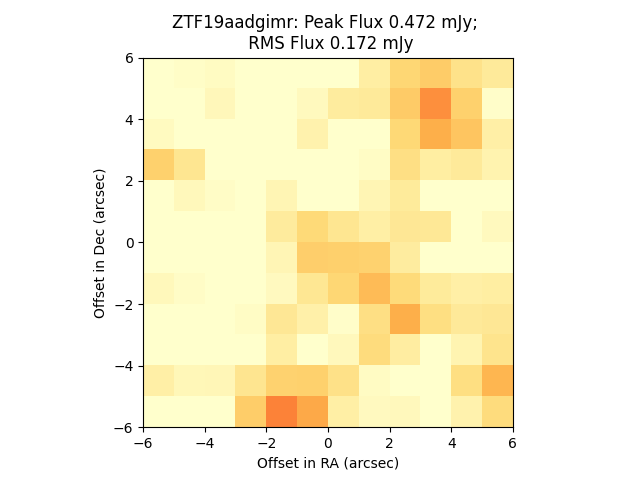 ZTF19aadgimr: Peak Flux 0.472 mJy;
RMS Flux 0.172 mJy
6
4
2
0
−2
−4
−6
Offset in Dec (arcsec)
−6 −4 −2 0 2 4 6
Offset in RA (arcsec)